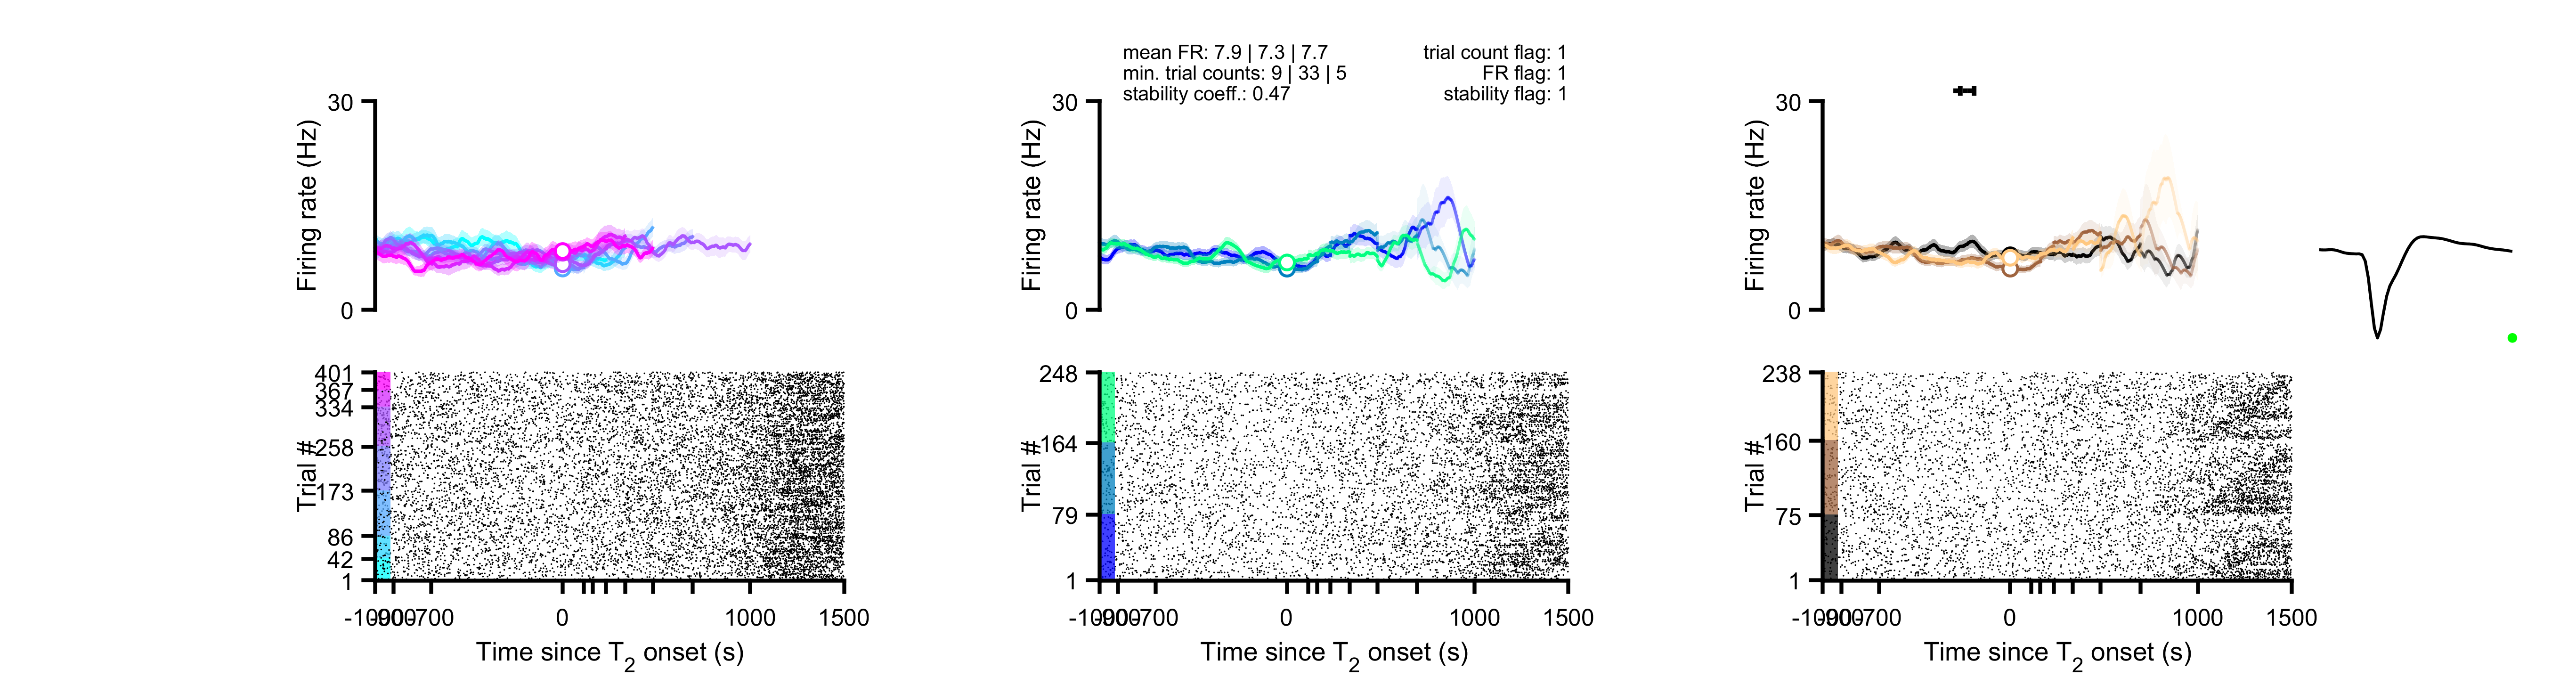 mean FR: 7.9 | 7.3 | 7.7
min. trial counts: 9 | 33 | 5
stability coeff.: 0.47
trial count flag: 1
FR flag: 1
stability flag: 1
30
0
Firing rate (Hz)
30
0
Firing rate (Hz)
30
0
Firing rate (Hz)
401
367
334
258
173
86
42
1
Trial #
-1000
-900
-700
0
1000
1500
Time since T2 onset (s)
248
164
79
1
Trial #
-1000
-900
-700
0
1000
1500
Time since T2 onset (s)
238
160
75
1
Trial #
-1000
-900
-700
0
1000
1500
Time since T2 onset (s)